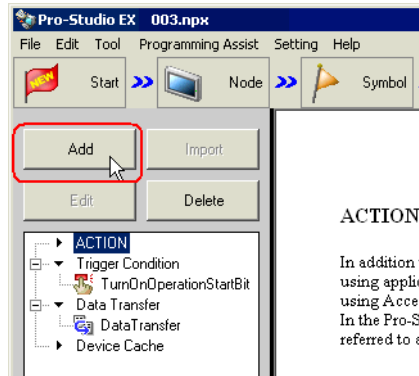 Pro-Studio EX 003.npx
File Edit Tool Programming Assist Setting Help
NEW Start Node Symbol
Add Import
Edit Delete
ACTION
Trigger Condition
TurnOnOperationStartBit
Data Transfer
DataTransfer
Device Cache
ACTION
In addition
using appli
using Acce
In the Pro-S
referred to a